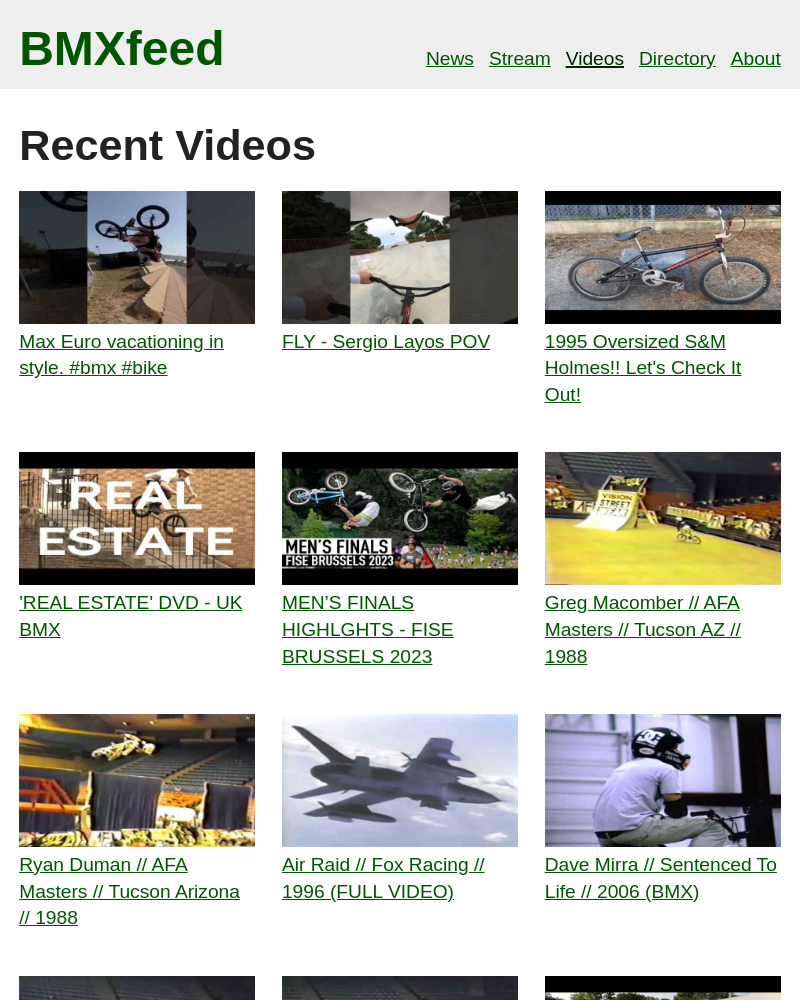 BMXfeed
News Stream Videos Directory About
Recent Videos
Max Euro vacationing in
style. #bmx #bike
FLY - Sergio Layos POV
1995 Oversized S&M
Holmes!! Let's Check It
Out!
REAL
ESTATE
'REAL ESTATE' DVD - UK
BMX
MEN'S FINALS
FISE BRUSSELS 2023
MEN’S FINALS
HIGHLGHTS - FISE
BRUSSELS 2023
VISION
STREET
Greg Macomber // AFA
Masters // Tucson AZ //
1988
Ryan Duman // AFA
Masters // Tucson Arizona
// 1988
Air Raid // Fox Racing //
1996 (FULL VIDEO)
DC
Dave Mirra // Sentenced To
Life // 2006 (BMX)